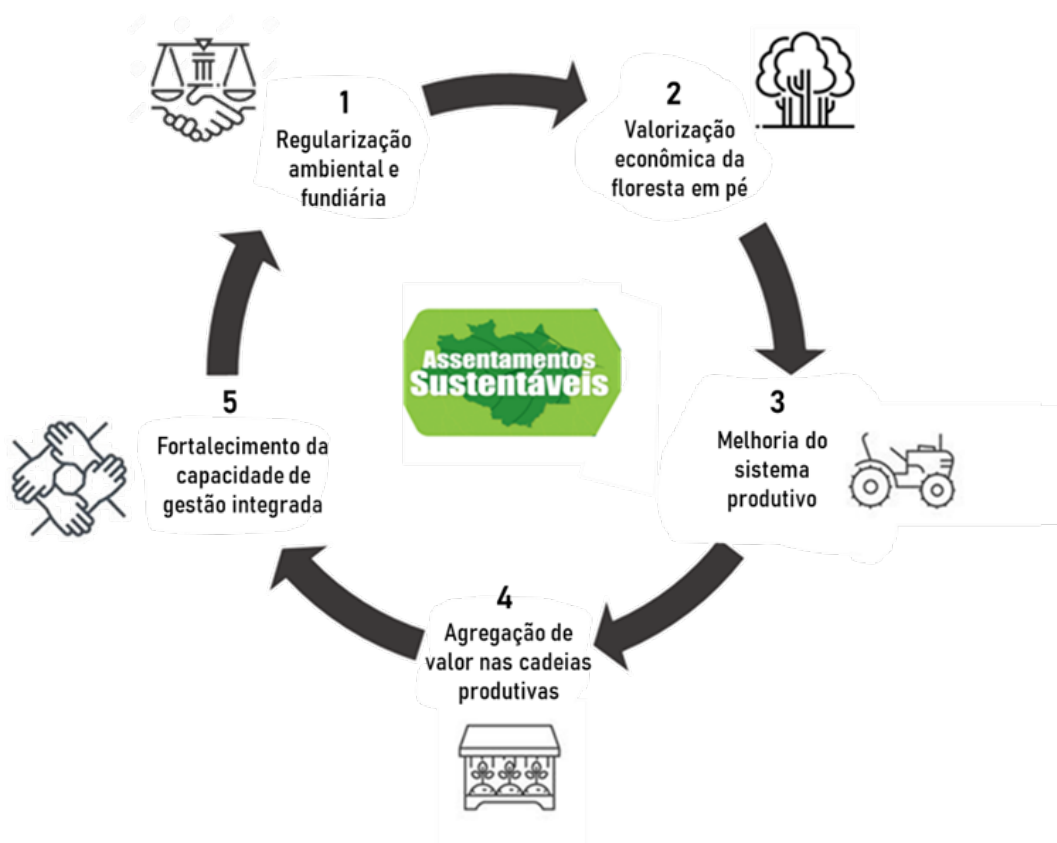 1
Regularização
ambiental e
fundiária
2
Valorização
econômica da
floresta em pé
3
Melhoria do
sistema
produtivo
4
Agregação de
valor nas cadeias
produtivas
5
Fortalecimento da
capacidade de
gestão integrada
Assentamentos
Sustentáveis